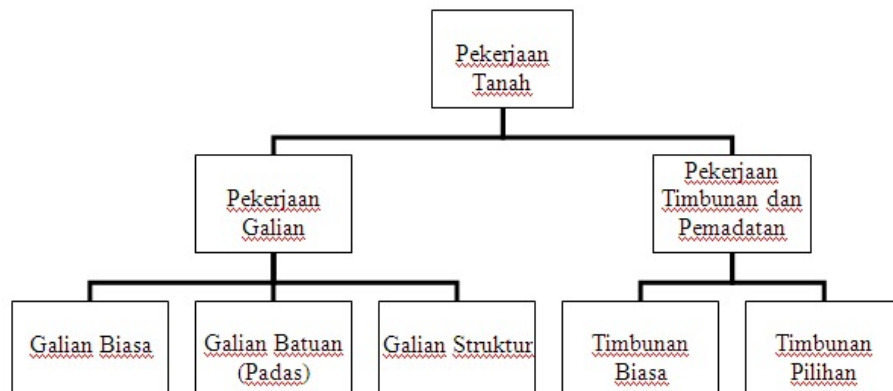 Pekerjaan
Tanah
Pekerjaan
Galian
Pekerjaan
Timbunan dan
Pemadatan
Galian Biasa
Galian Batuan
(Padas)
Galian Struktur
Timbunan
Biasa
Timbunan
Pilihan